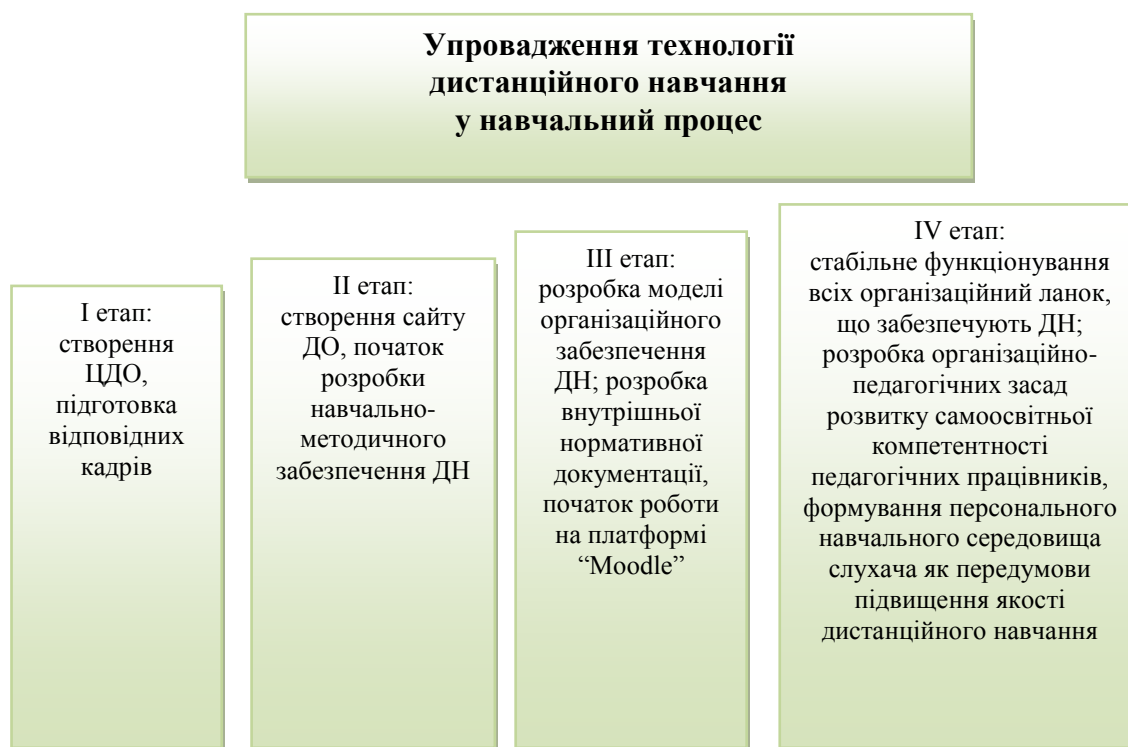 Упровадження технології
дистанційного навчання
у навчальний процес
І етап:
створення
ЦДО,
підготовка
відповідних
кадрів
ІІ етап:
створення сайту
ДО, початок
розробки
навчально-
методичного
забезпечення ДН
ІІІ етап:
розробка моделі
організаційного
забезпечення
ДН; розробка
внутрішньої
нормативної
документації,
початок роботи
на платформі
“Moodle”
IV етап:
стабільне функціонування
всіх організаційний ланок,
що забезпечують ДН;
розробка організаційно-
педагогічних засад
розвитку самоосвітньої
компетентності
педагогічних працівників,
формування персонального
навчального середовища
слухача як передумови
підвищення якості
дистанційного навчання